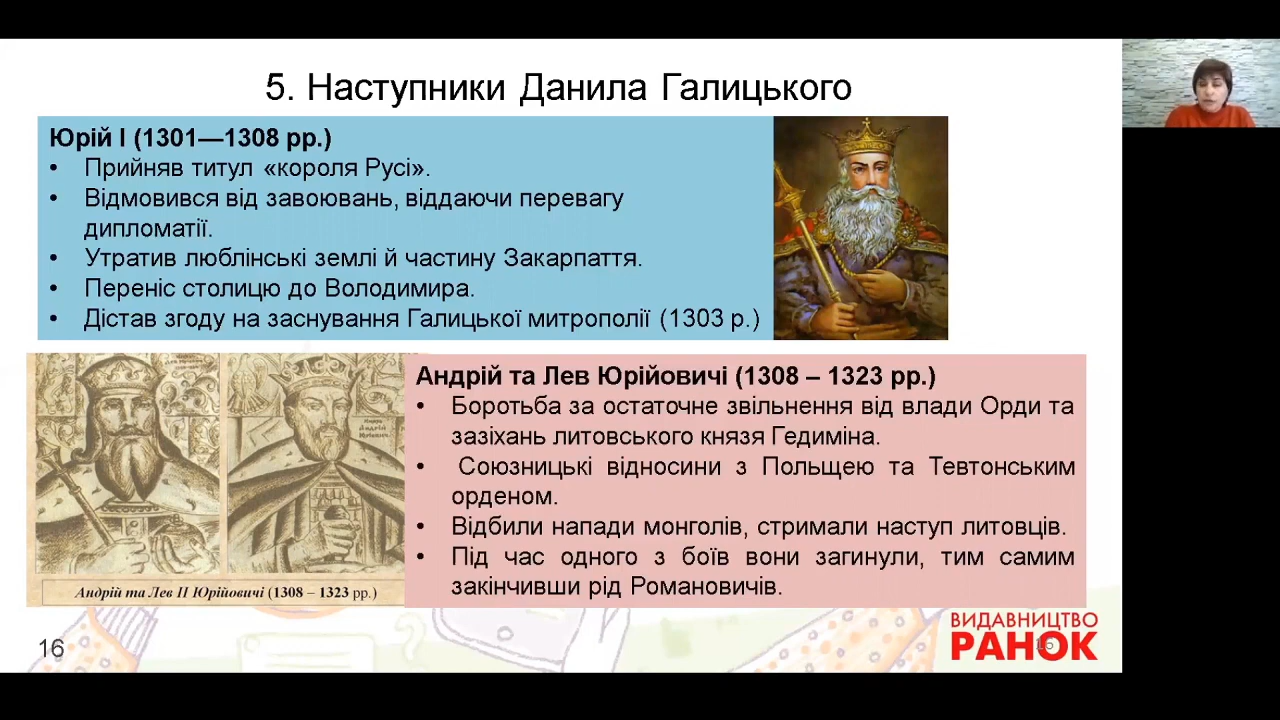 5. Наступники Данила Галицького
Юрій І (1301—1308 рр.)
• Прийняв титул «короля Русі».
• Відмовився від завоювань, віддаючи перевагу
дипломатії.
• Утратив люблінські землі й частину Закарпаття.
• Переніс столицю до Володимира.
• Дістав згоду на заснування Галицької митрополії (1303 р.)
Андрій та Лев Юрійовичі (1308 – 1323 рр.)
• Боротьба за остаточне звільнення від влади Орди та
зазіхань литовського князя Гедиміна.
• Союзницькі відносини з Польщею та Тевтонським
орденом.
• Відбили напади монголів, стримали наступ литовців.
• Під час одного з боїв вони загинули, тим самим
закінчивши рід Романовичів.
Андрій та Лев ІІ Юрійовичі (1308 – 1323 рр.)
16
ВИДАВНИЦТВО
РАНОК